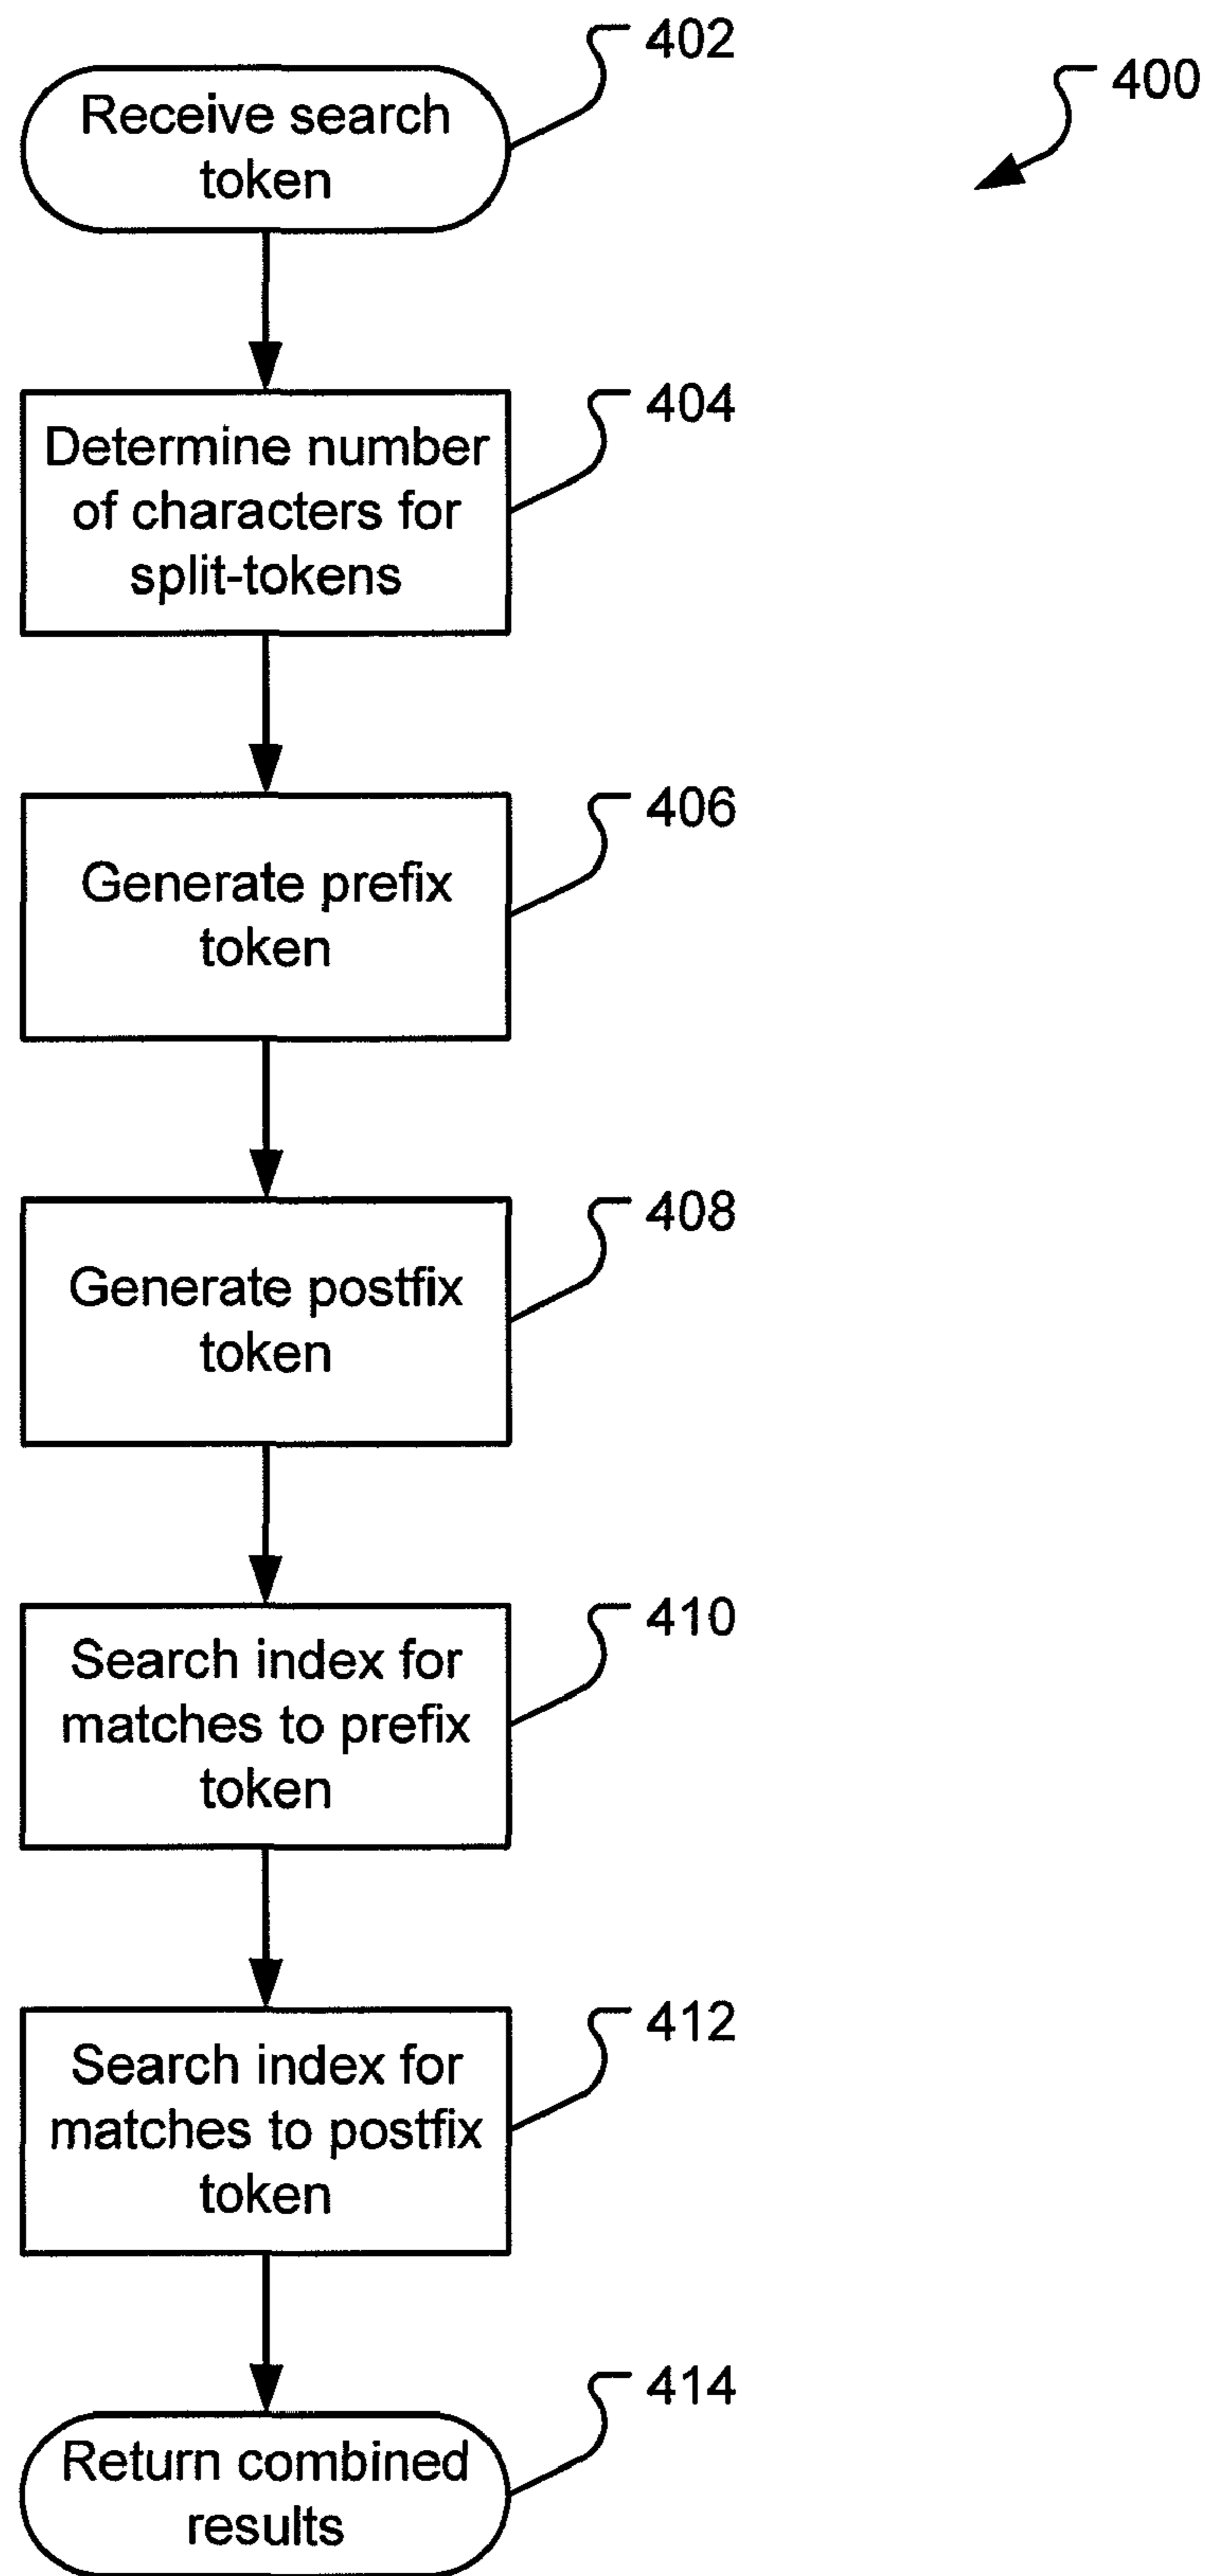 402
400
Receive search
token
404
Determine number
of characters for
split-tokens
406
Generate prefix
token
408
Generate postfix
token
410
Search index for
matches to prefix
token
412
Search index for
matches to postfix
token
414
Return combined
results